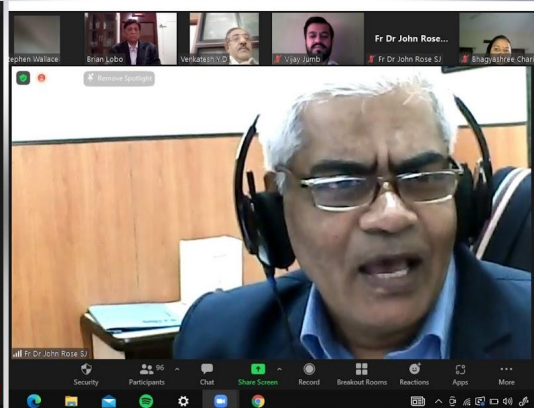 Fr Dr John Rose...
tephen Wallace
Brian Lobo
Venkatesh Y.D
Vijay Jumb
Fr Dr John Rose SJ
Bhagyashree Chari
Remove Spotlight
Fr Dr John Rose SJ
96
Security
Participants
Chat
Share Screen
Record
Breakout Rooms
Reactions
Apps
More